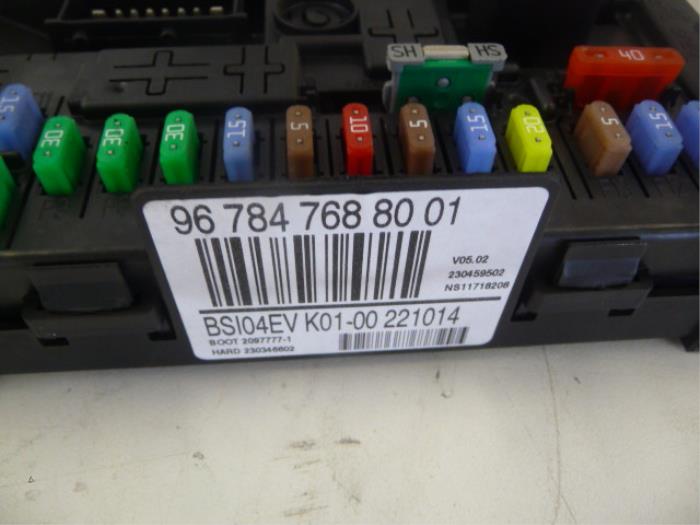 SH HS
40
15 30 30 30 15 5 10 5 15 20 5 15
96 784 768 80 01
V05.02
230459502
NS11718208
BSI04EV K01-00 221014
BOOT 2097777-1
HARD 230346602